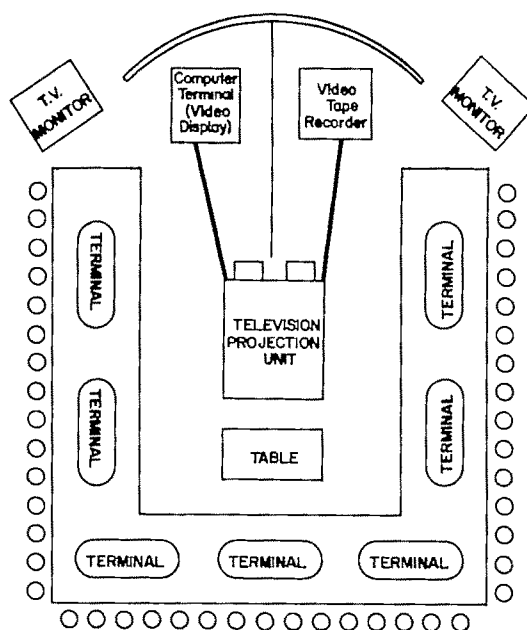 T.V.
MONITOR
Computer
Terminal
(Video
Display)
Video
Tape
Recorder
T.V.
MONITOR
TERMINAL
TERMINAL
TELEVISION
PROJECTION
UNIT
TERMINAL
TERMINAL
TABLE
TERMINAL
TERMINAL
TERMINAL